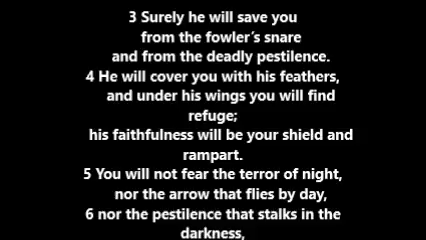 3 Surely he will save you
from the fowler´s snare
and from the deadly pestilence.
4 He will cover you with his feathers,
and under his wings you will find
refuge;
his faithfulness will be your shield and
rampart.
5 You will not fear the terror of night,
nor the arrow that flies by day,
6 nor the pestilence that stalks in the
darkness,